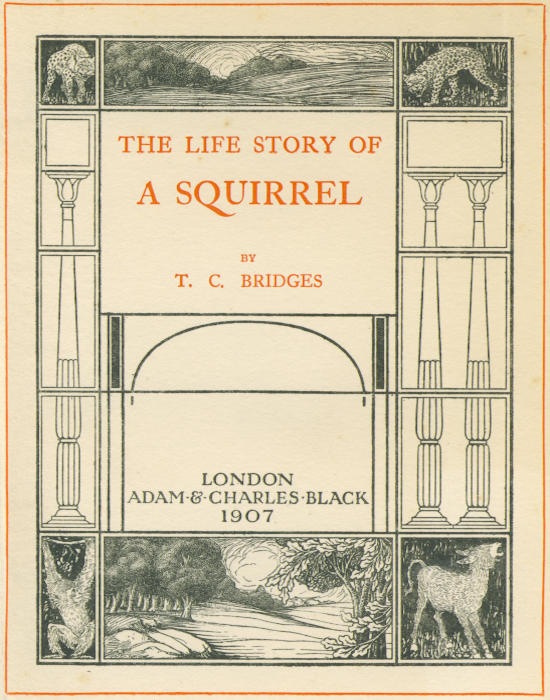 THE LIFE STORY OF
A SQUIRREL
BY
T. C. BRIDGES
LONDON
ADAM·&·CHARLES·BLACK
1907